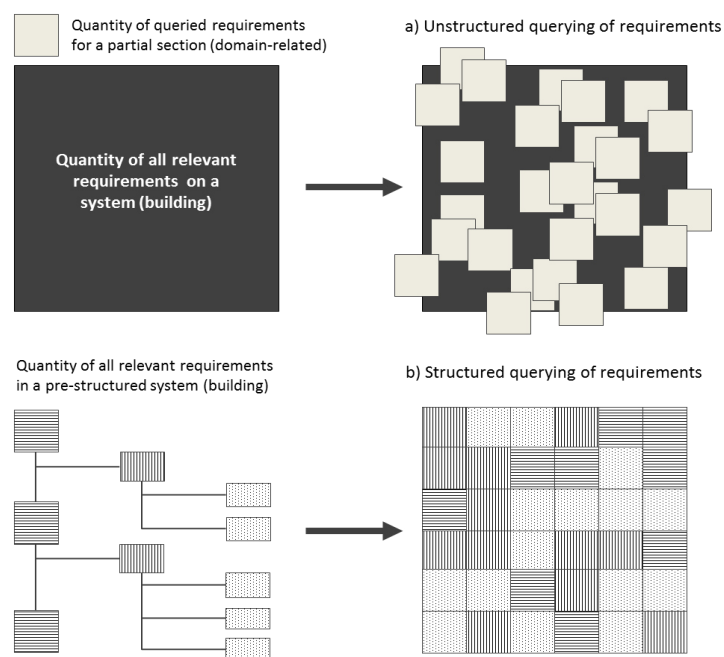 Quantity of queried requirements
for a partial section (domain-related)
a) Unstructured querying of requirements
Quantity of all relevant
requirements on a
system (building)
Quantity of all relevant requirements
in a pre-structured system (building)
b) Structured querying of requirements